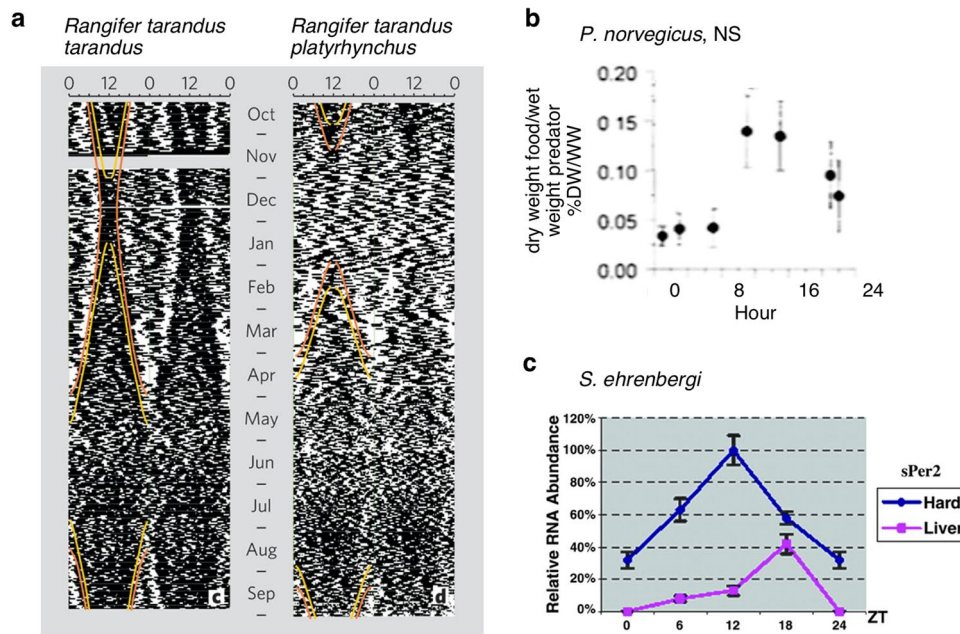 a
Rangifer tarandus
tarandus
Rangifer tarandus
platyrhynchus
0 12 0 12 0
0 12 0 12 0
Oct
–
Nov
–
Dec
–
Jan
–
Feb
–
Mar
–
Apr
–
May
–
Jun
–
Jul
–
Aug
–
Sep
c
d
b
P. norvegicus, NS
dry weight food/wet
weight predator
%DW/WW
0.20
0.15
0.10
0.05
0.00
0 8 16 24
Hour
c
S. ehrenbergi
Relative RNA Abundance
120%
100%
80%
60%
40%
20%
0%
0 6 12 18 24 ZT
sPer2
Hard
Liver